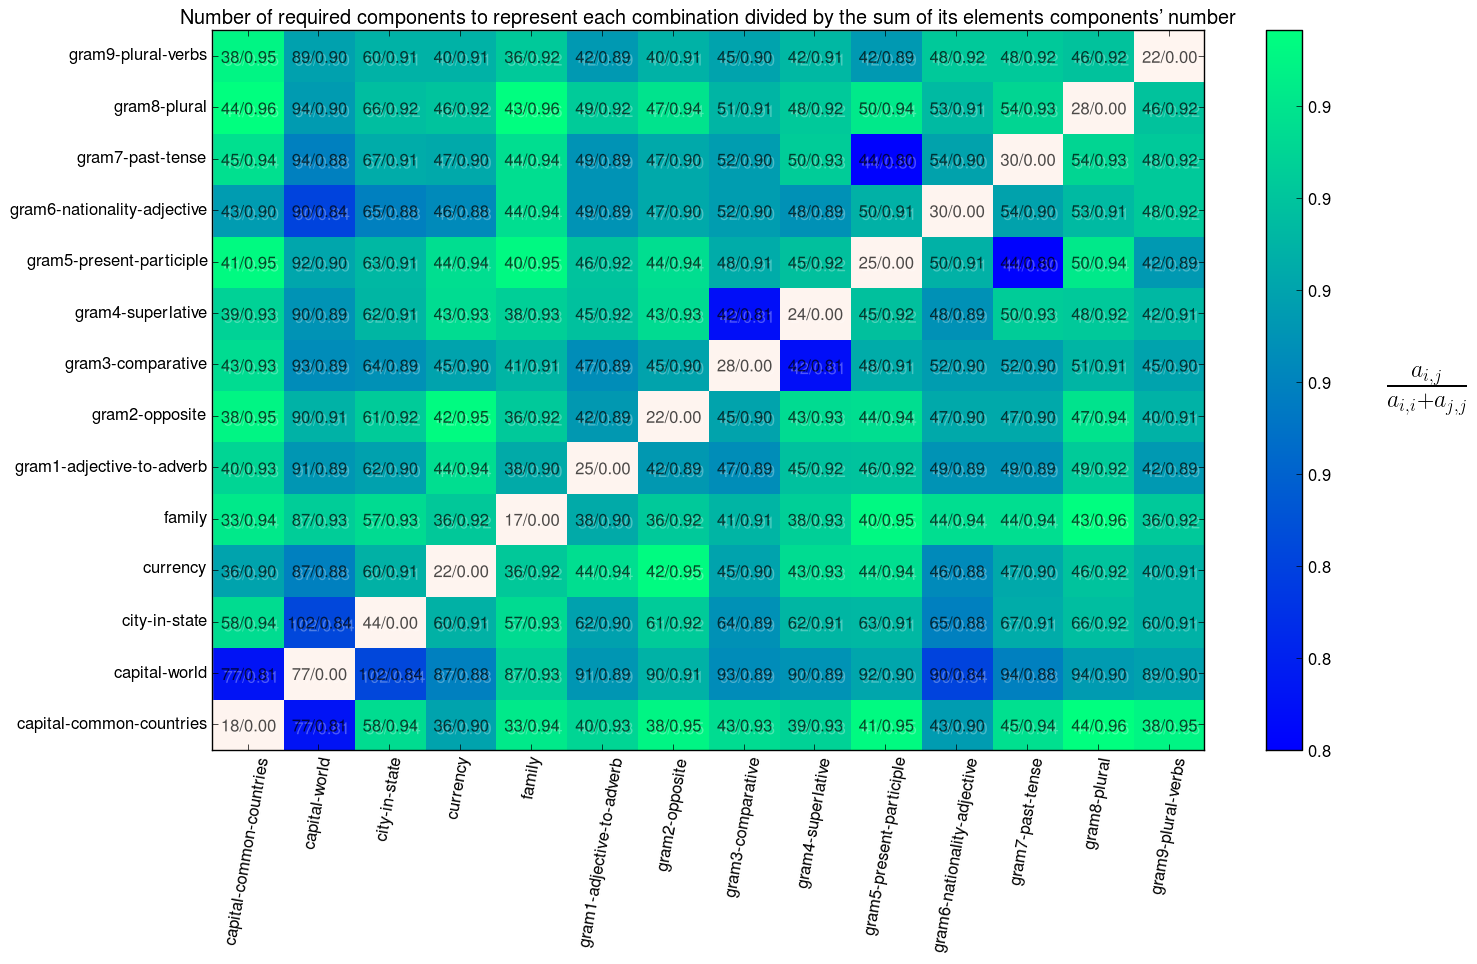 Number of required components to represent each combination divided by the sum of its elements components' number
gram9-plural-verbs 38/0.95 89/0.90 60/0.91 40/0.91 36/0.92 42/0.89 40/0.91 45/0.90 42/0.91 42/0.89 48/0.92 48/0.92 46/0.92 22/0.00
gram8-plural 44/0.96 94/0.90 66/0.92 46/0.92 43/0.96 49/0.92 47/0.94 51/0.91 48/0.92 50/0.94 53/0.91 54/0.93 28/0.00 46/0.92
gram7-past-tense 45/0.94 94/0.88 67/0.91 47/0.90 44/0.94 49/0.89 47/0.90 52/0.90 50/0.93 44/0.80 54/0.90 30/0.00 54/0.93 48/0.92
gram6-nationality-adjective 43/0.90 90/0.84 65/0.88 46/0.88 44/0.94 49/0.89 47/0.90 52/0.90 48/0.89 50/0.91 30/0.00 54/0.90 53/0.91 48/0.92
gram5-present-participle 41/0.95 92/0.90 63/0.91 44/0.94 40/0.95 46/0.92 44/0.94 48/0.91 45/0.92 25/0.00 50/0.91 44/0.80 50/0.94 42/0.89
gram4-superlative 39/0.93 90/0.89 62/0.91 43/0.93 38/0.93 45/0.92 43/0.93 42/0.81 24/0.00 45/0.92 48/0.89 50/0.93 48/0.92 42/0.91
gram3-comparative 43/0.93 93/0.89 64/0.89 45/0.90 41/0.91 47/0.89 45/0.90 28/0.00 42/0.81 48/0.91 52/0.90 52/0.90 51/0.91 45/0.90
gram2-opposite 38/0.95 90/0.91 61/0.92 42/0.95 36/0.92 42/0.89 22/0.00 45/0.90 43/0.93 44/0.94 47/0.90 47/0.90 47/0.94 40/0.91
gram1-adjective-to-adverb 40/0.93 91/0.89 62/0.90 44/0.94 38/0.90 25/0.00 42/0.89 47/0.89 45/0.92 46/0.92 49/0.89 49/0.89 49/0.92 42/0.89
family 33/0.94 87/0.93 57/0.93 36/0.92 17/0.00 38/0.90 36/0.92 41/0.91 38/0.93 40/0.95 44/0.94 44/0.94 43/0.96 36/0.92
currency 36/0.90 87/0.88 60/0.91 22/0.00 36/0.92 44/0.94 42/0.95 45/0.90 43/0.93 44/0.94 46/0.88 47/0.90 46/0.92 40/0.91
city-in-state 58/0.94 102/0.84 44/0.00 60/0.91 57/0.93 62/0.90 61/0.92 64/0.89 62/0.91 63/0.91 65/0.88 67/0.91 66/0.92 60/0.91
capital-world 77/0.81 77/0.00 102/0.84 87/0.88 87/0.93 91/0.89 90/0.91 93/0.89 90/0.89 92/0.90 90/0.84 94/0.88 94/0.90 89/0.90
capital-common-countries 18/0.00 77/0.81 58/0.94 36/0.90 33/0.94 40/0.93 38/0.95 43/0.93 39/0.93 41/0.95 43/0.90 45/0.94 44/0.96 38/0.95
capital-common-countries
capital-world
city-in-state
currency
family
gram1-adjective-to-adverb
gram2-opposite
gram3-comparative
gram4-superlative
gram5-present-participle
gram6-nationality-adjective
gram7-past-tense
gram8-plural
gram9-plural-verbs
0.9
0.9
0.9
0.9
0.9
0.8
0.8
0.8
a_{i,j}
a_{i,i}+a_{j,j}